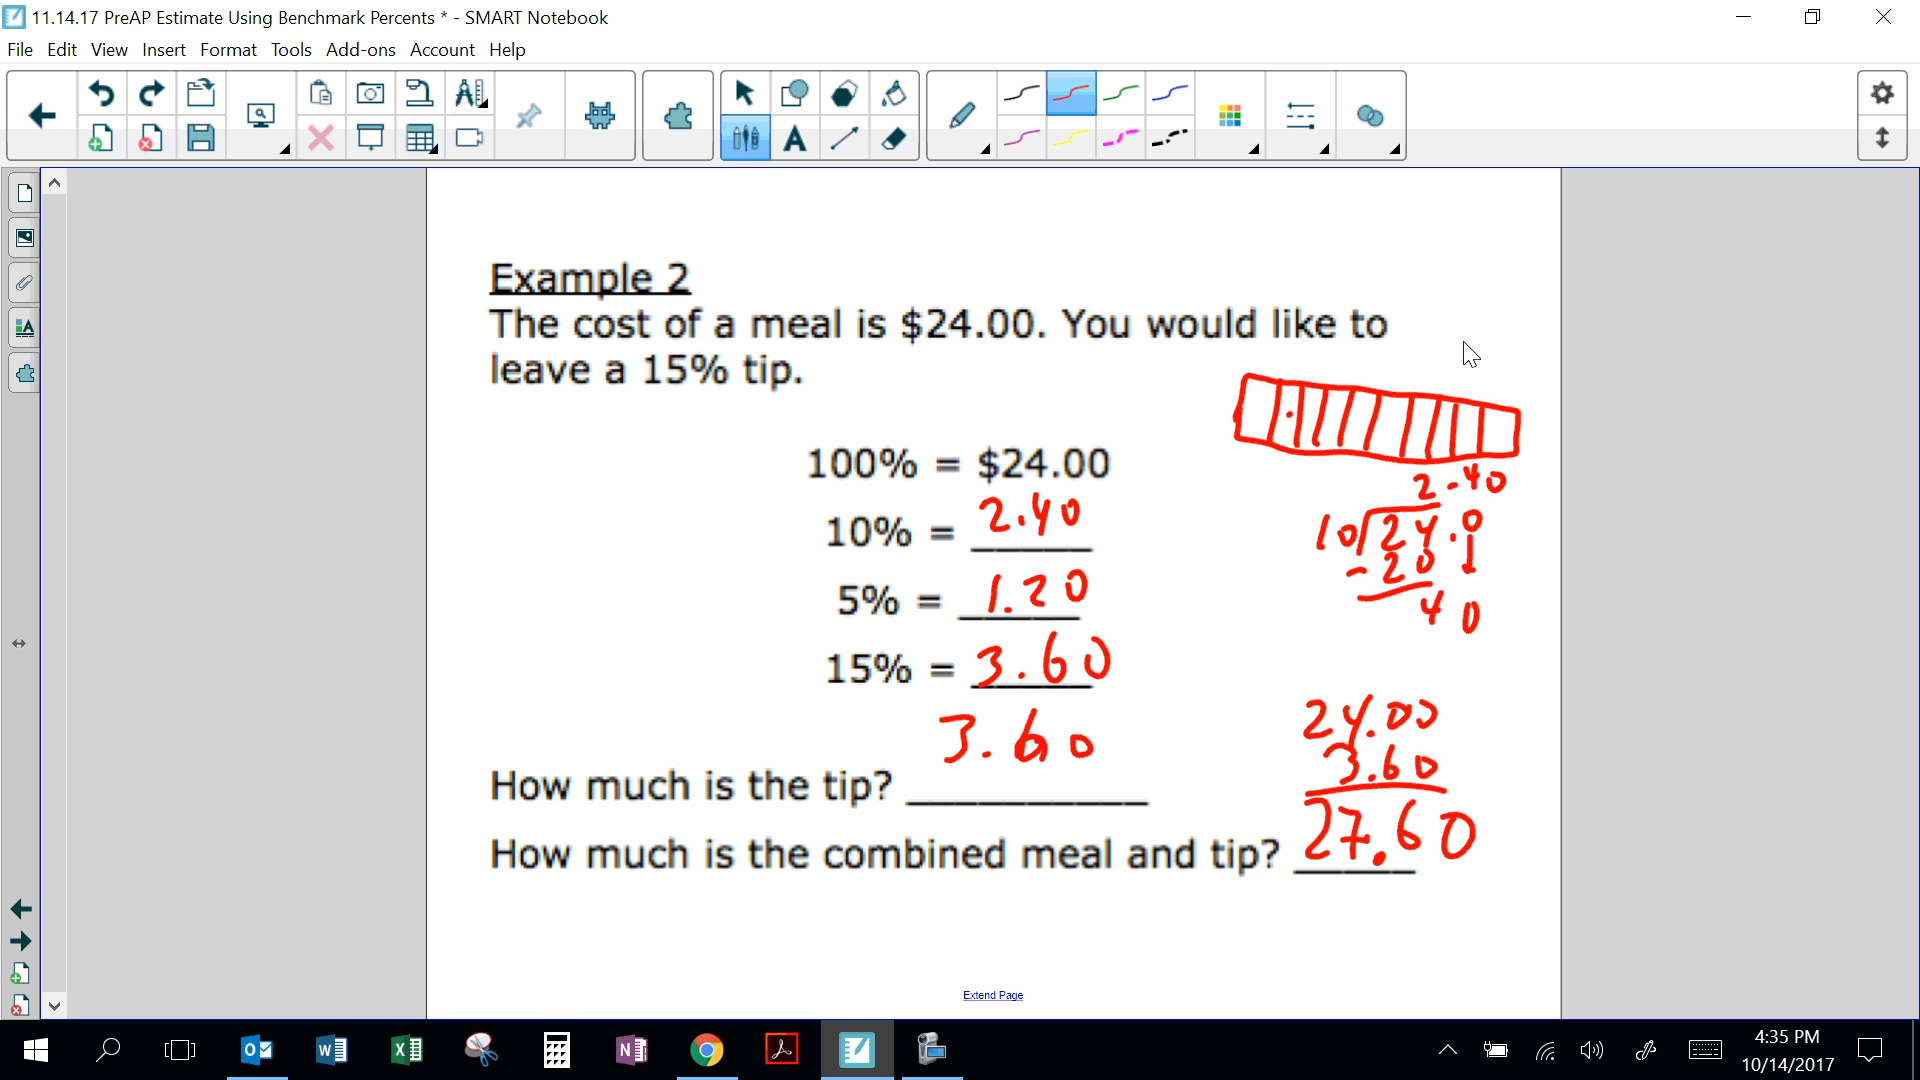 11.14.17 PreAP Estimate Using Benchmark Percents * - SMART Notebook
File Edit View Insert Format Tools Add-ons Account Help
Example 2
The cost of a meal is $24.00. You would like to
leave a 15% tip.
100% = $24.00
10% = 2.40
5% = 1.20
15% = 3.60
2.40
10 24.0
- 20
40
How much is the tip? 3.60
24.00
3.60
How much is the combined meal and tip? 27.60
Extend Page
4:35 PM
10/14/2017